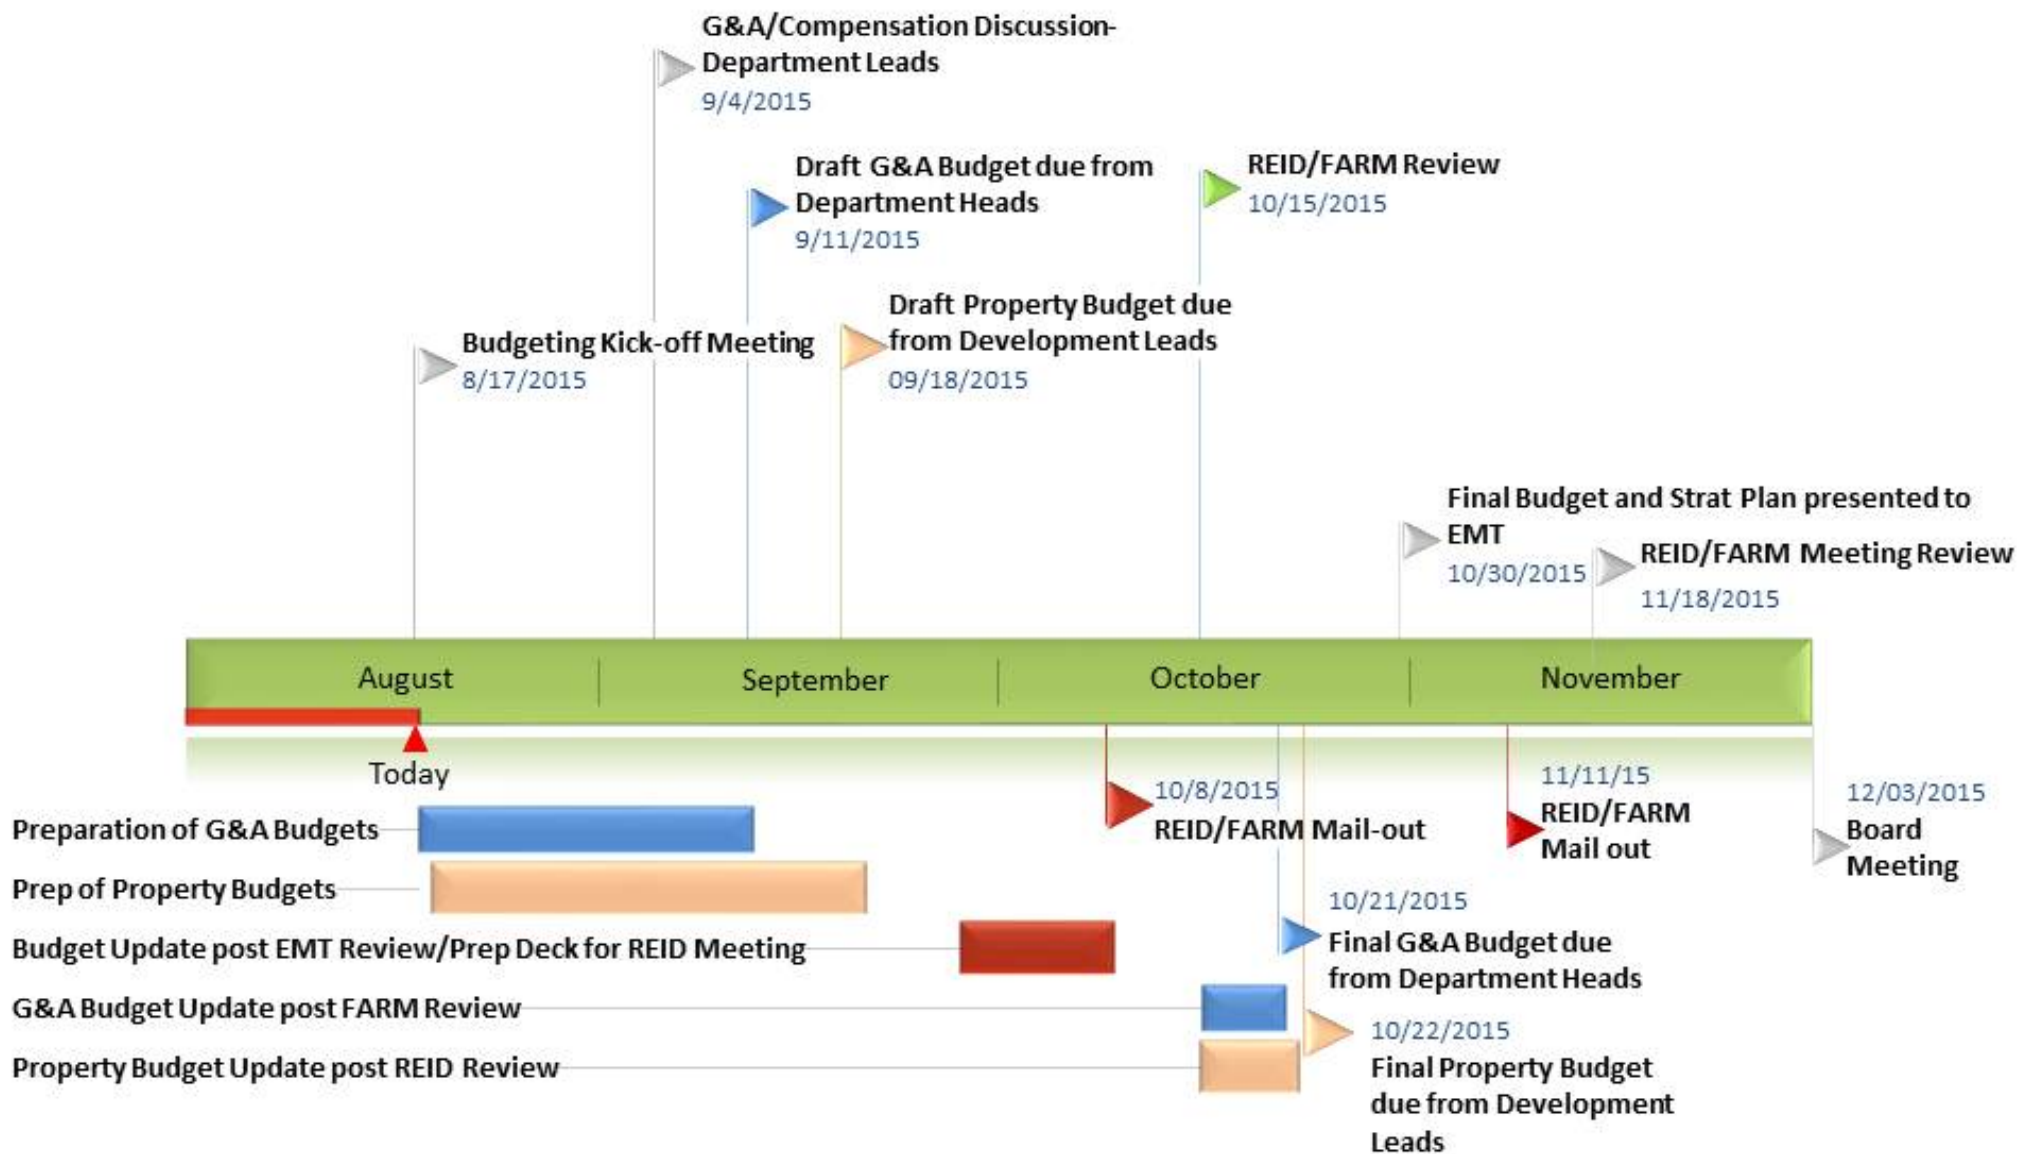 G&A/Compensation Discussion-
Department Leads
9/4/2015
Draft G&A Budget due from
Department Heads
9/11/2015
REID/FARM Review
10/15/2015
Draft Property Budget due
from Development Leads
09/18/2015
Budgeting Kick-off Meeting
8/17/2015
Final Budget and Strat Plan presented to
EMT
10/30/2015
REID/FARM Meeting Review
11/18/2015
August
September
October
November
Today
10/8/2015
REID/FARM Mail-out
11/11/15
REID/FARM
Mail out
12/03/2015
Board
Meeting
Preparation of G&A Budgets
Prep of Property Budgets
10/21/2015
Final G&A Budget due
from Department Heads
Budget Update post EMT Review/Prep Deck for REID Meeting
G&A Budget Update post FARM Review
10/22/2015
Final Property Budget
due from Development
Leads
Property Budget Update post REID Review